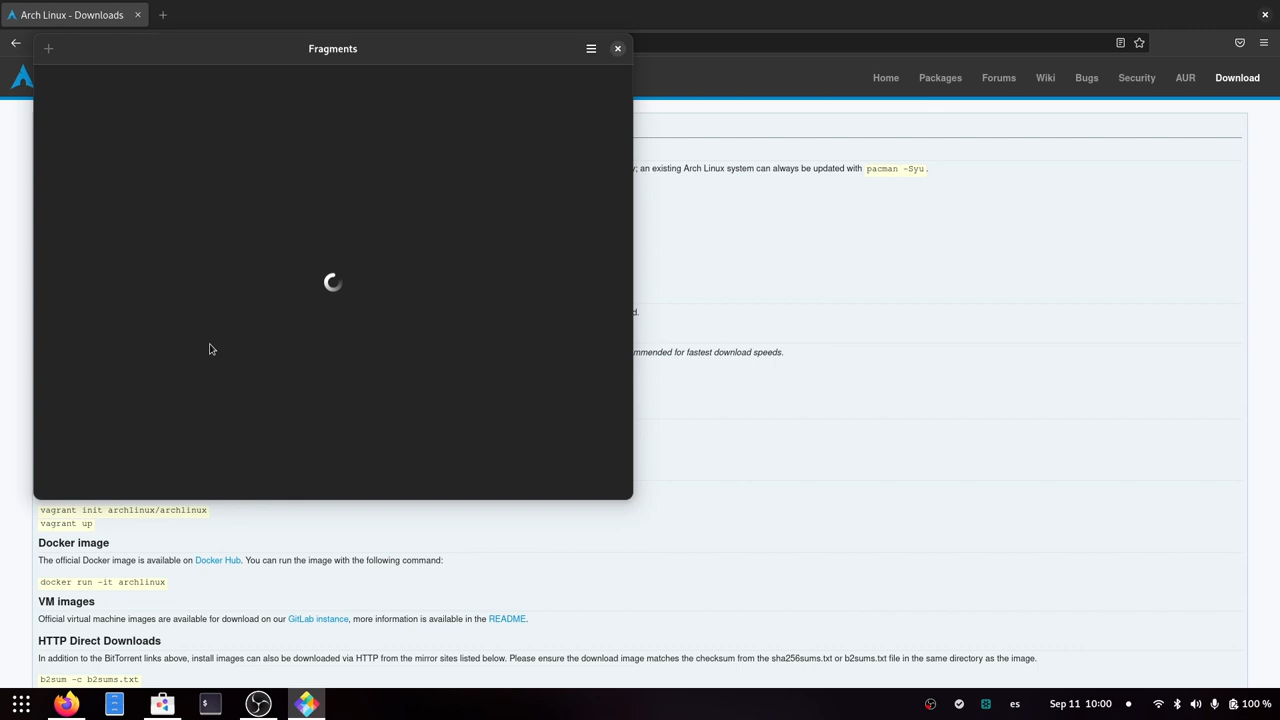 Arch Linux - Downloads
Fragments
Home Packages Forums Wiki Bugs Security AUR Download
y; an existing Arch Linux system can always be updated with pacman -Syu.
d.
mmended for fastest download speeds.
vagrant init archlinux/archlinux
vagrant up
Docker image
The official Docker image is available on Docker Hub. You can run the image with the following command:
docker run -it archlinux
VM images
Official virtual machine images are available for download on our GitLab instance, more information is available in the README.
HTTP Direct Downloads
In addition to the BitTorrent links above, install images can also be downloaded via HTTP from the mirror sites listed below. Please ensure the download image matches the checksum from the sha256sums.txt or b2sums.txt file in the same directory as the image.
b2sum -c b2sums.txt
es Sep 11 10:00 100 %